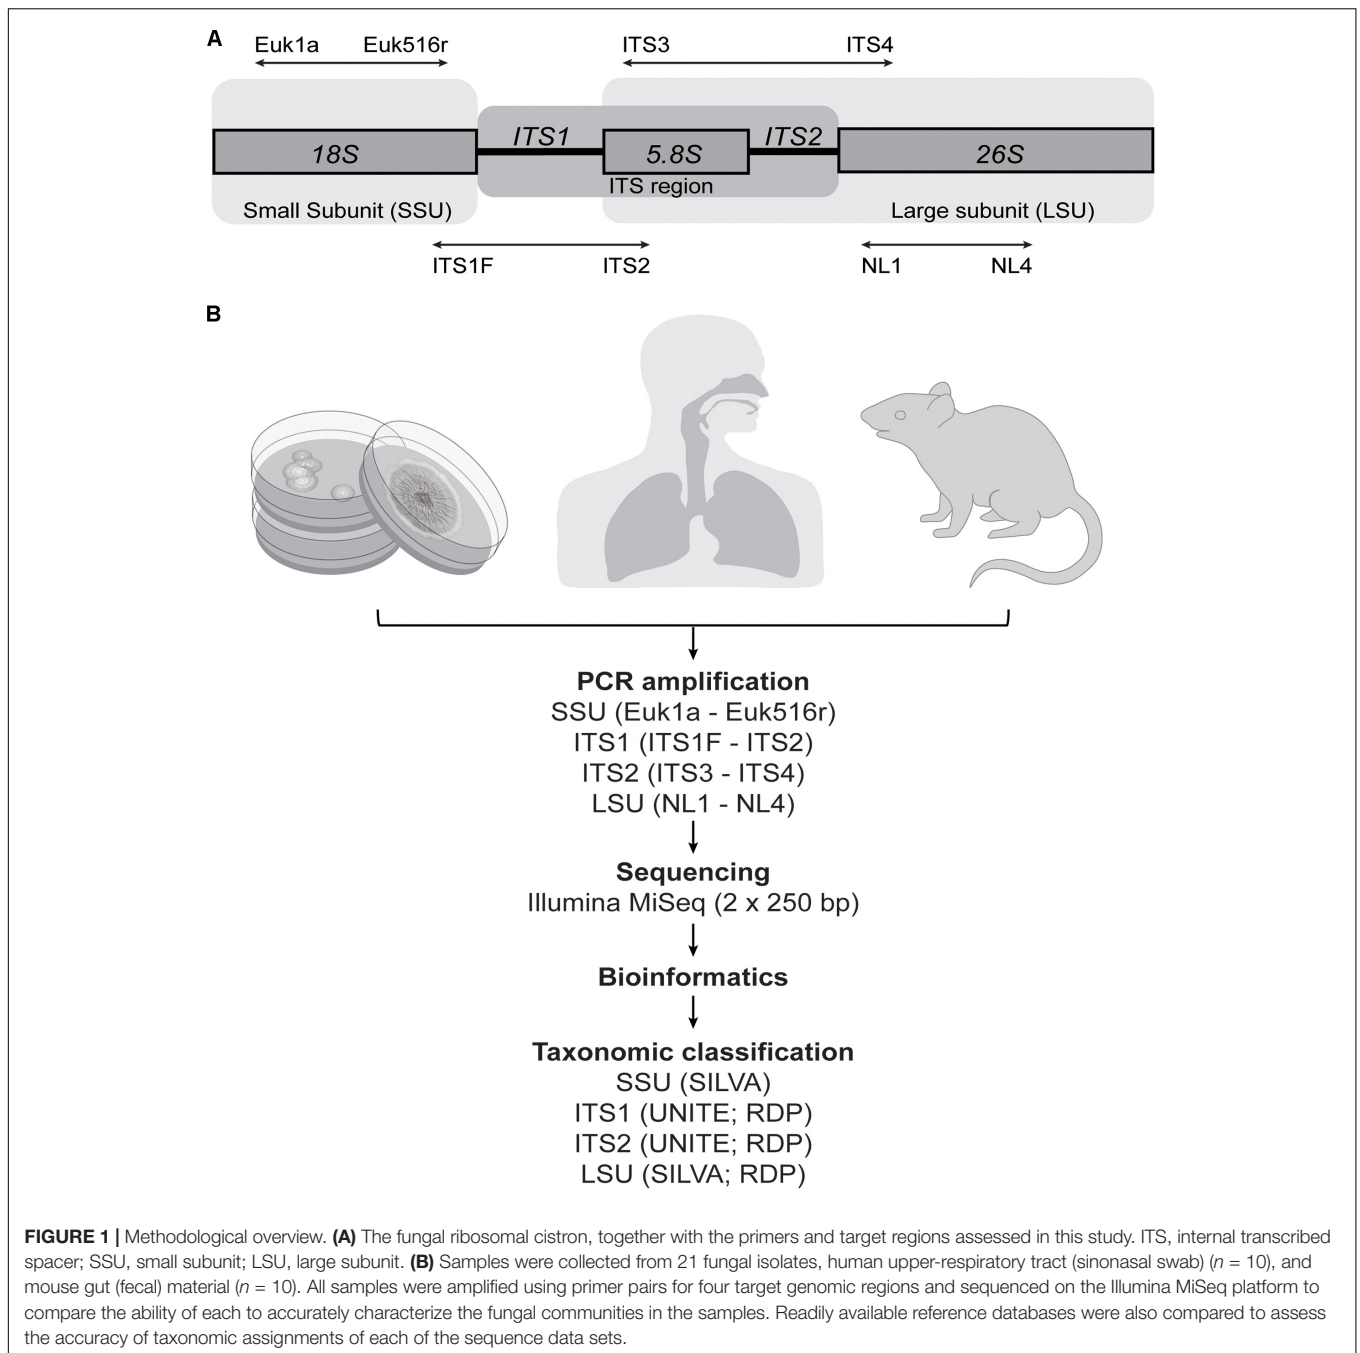 A
Euk1a Euk516r ITS3 ITS4
ITS1 ITS2
18S 5.8S 26S
ITS region
Small Subunit (SSU) Large subunit (LSU)
ITS1F ITS2 NL1 NL4
B
PCR amplification
SSU (Euk1a - Euk516r)
ITS1 (ITS1F - ITS2)
ITS2 (ITS3 - ITS4)
LSU (NL1 - NL4)
Sequencing
Illumina MiSeq (2 x 250 bp)
Bioinformatics
Taxonomic classification
SSU (SILVA)
ITS1 (UNITE; RDP)
ITS2 (UNITE; RDP)
LSU (SILVA; RDP)
FIGURE 1 | Methodological overview. (A) The fungal ribosomal cistron, together with the primers and target regions assessed in this study. ITS, internal transcribed
spacer; SSU, small subunit; LSU, large subunit. (B) Samples were collected from 21 fungal isolates, human upper-respiratory tract (sinonasal swab) (n = 10), and
mouse gut (fecal) material (n = 10). All samples were amplified using primer pairs for four target genomic regions and sequenced on the Illumina MiSeq platform to
compare the ability of each to accurately characterize the fungal communities in the samples. Readily available reference databases were also compared to assess
the accuracy of taxonomic assignments of each of the sequence data sets.